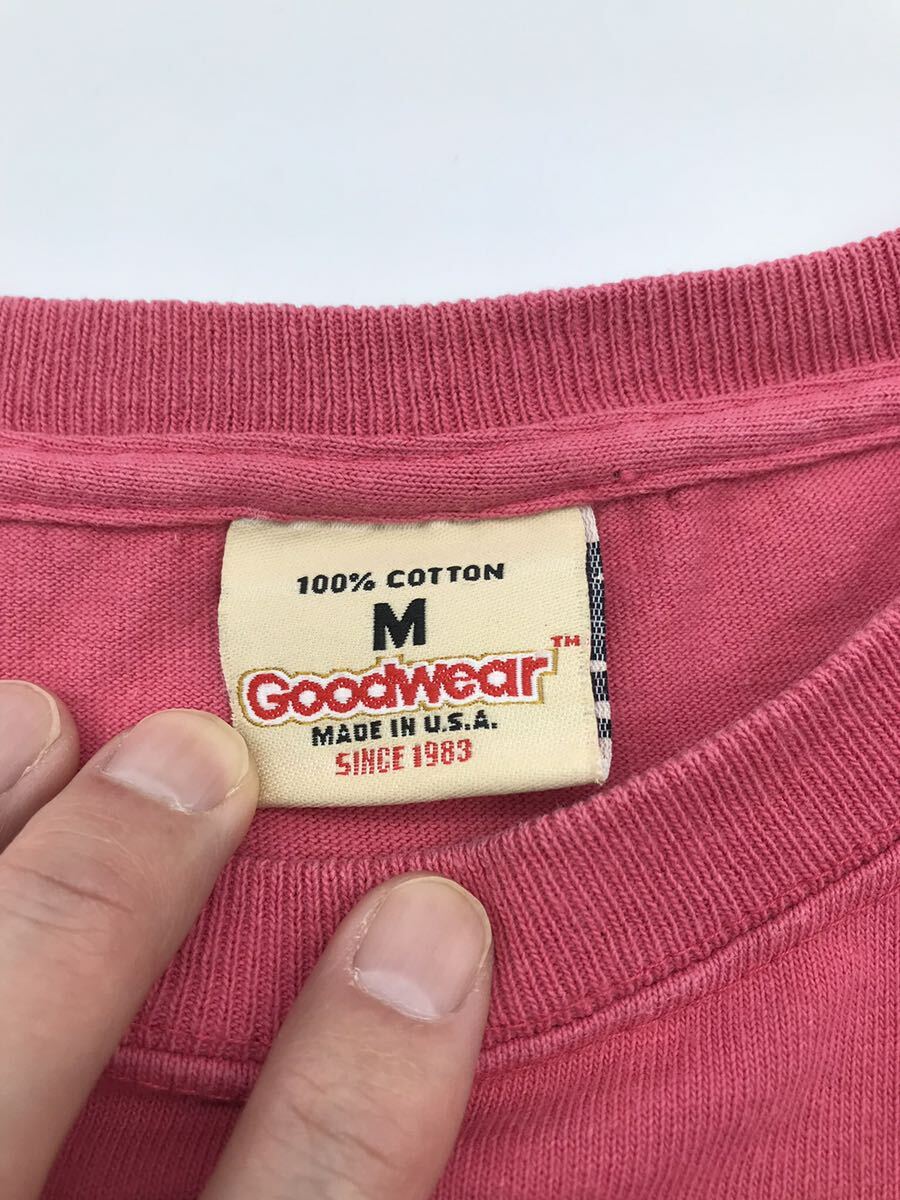 100% COTTON
M
Goodwear™
MADE IN U.S.A.
SINCE 1983